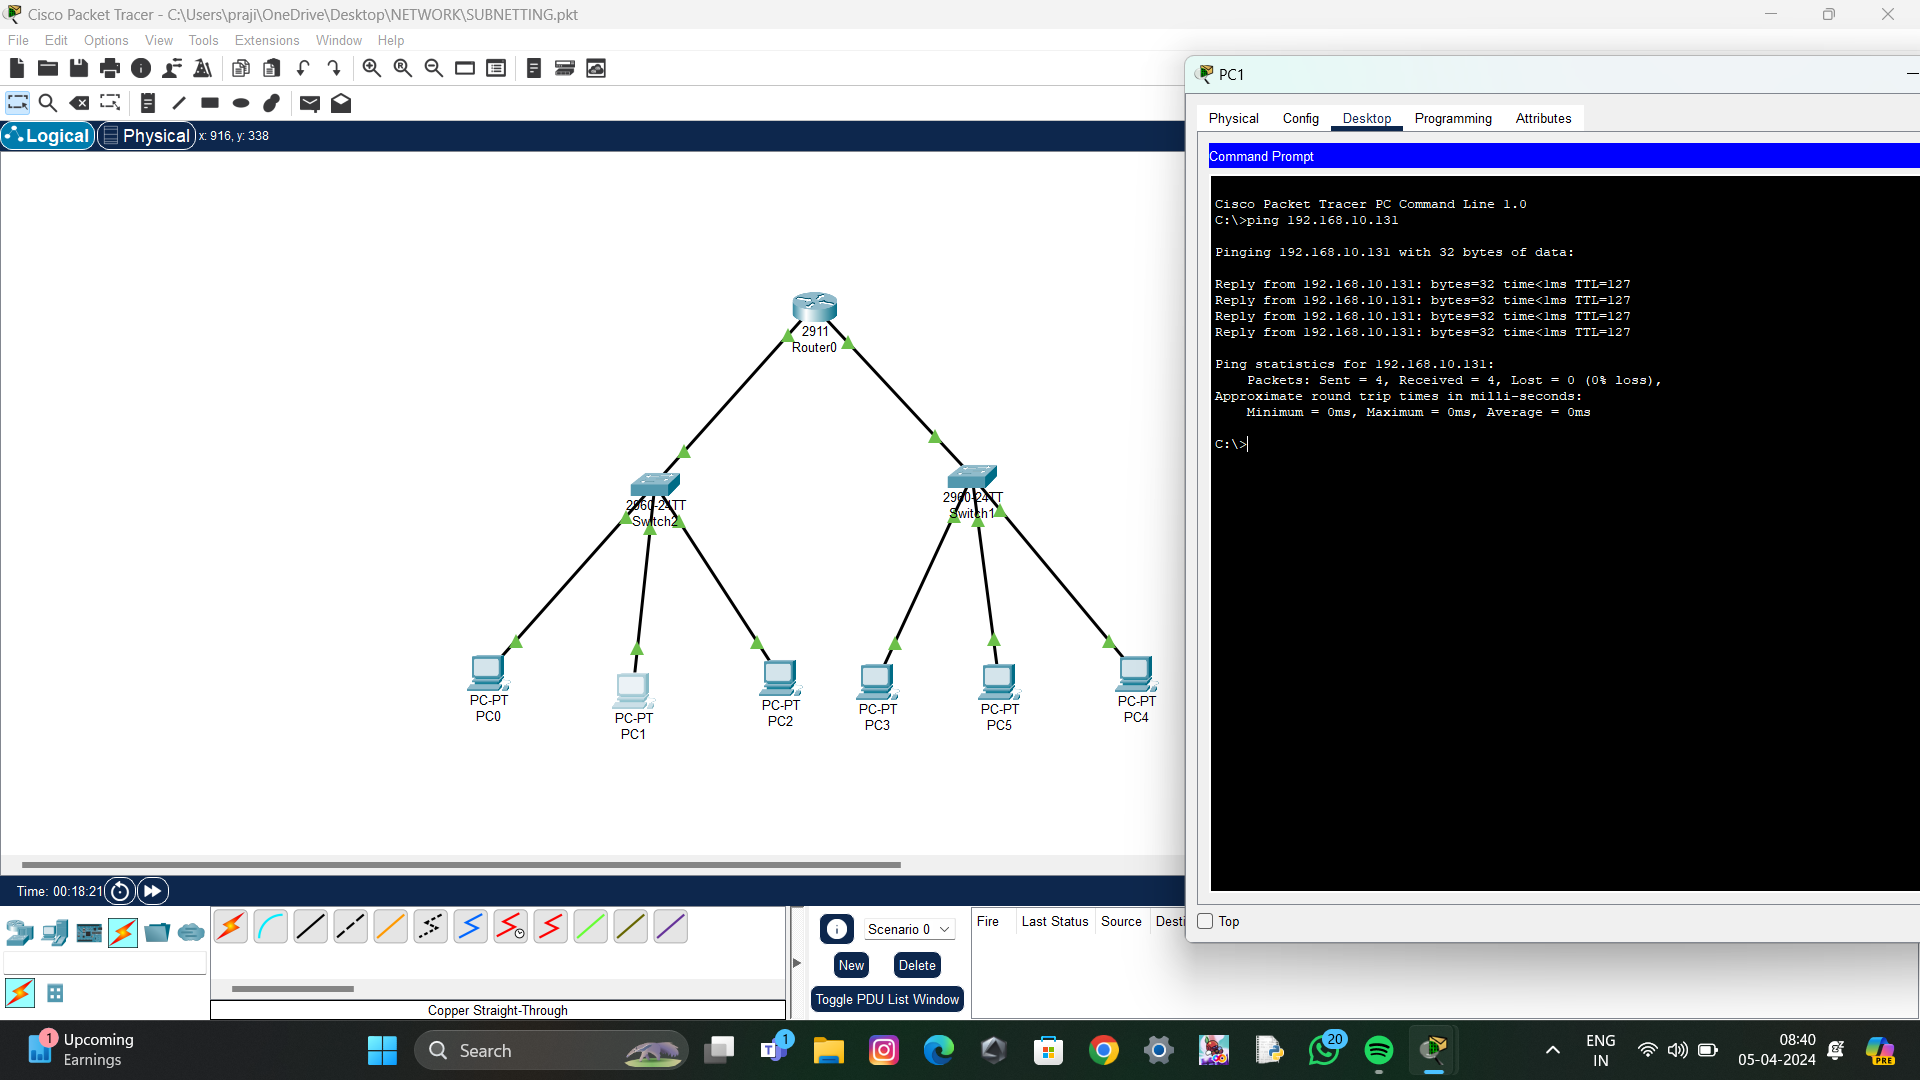 Cisco Packet Tracer - C:\Users\praji\OneDrive\Desktop\NETWORK\SUBNETTING.pkt
File Edit Options View Tools Extensions Window Help
Logical Physical x: 916, y: 338
2911
Router0
2960-24TT
Switch2
2960-24TT
Switch1
PC-PT
PC0
PC-PT
PC1
PC-PT
PC2
PC-PT
PC3
PC-PT
PC5
PC-PT
PC4
PC1
Physical Config Desktop Programming Attributes
Command Prompt
Cisco Packet Tracer PC Command Line 1.0
C:\>ping 192.168.10.131
Pinging 192.168.10.131 with 32 bytes of data:
Reply from 192.168.10.131: bytes=32 time<1ms TTL=127
Reply from 192.168.10.131: bytes=32 time<1ms TTL=127
Reply from 192.168.10.131: bytes=32 time<1ms TTL=127
Reply from 192.168.10.131: bytes=32 time<1ms TTL=127
Ping statistics for 192.168.10.131:
Packets: Sent = 4, Received = 4, Lost = 0 (0% loss),
Approximate round trip times in milli-seconds:
Minimum = 0ms, Maximum = 0ms, Average = 0ms
C:\>
Top
Time: 00:18:21
Copper Straight-Through
Scenario 0
New Delete
Toggle PDU List Window
Fire Last Status Source Desti
1 Upcoming
Earnings
Search
1
20
PRE
ENG
IN
08:40
05-04-2024